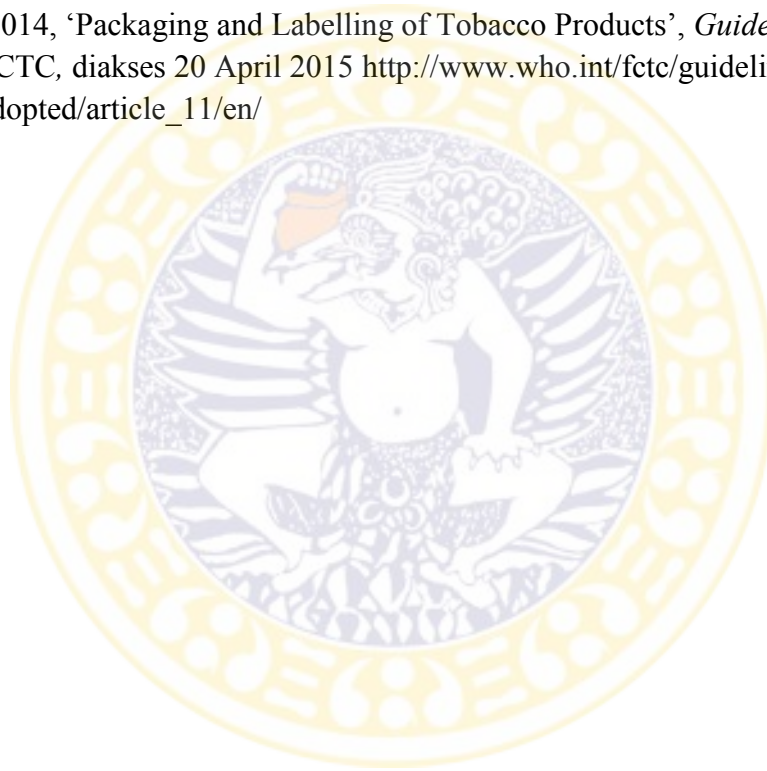 014, ‘Packaging and Labelling of Tobacco Products’, Guide
CTC, diakses 20 April 2015 http://www.who.int/fctc/guideli
dopted/article_11/en/